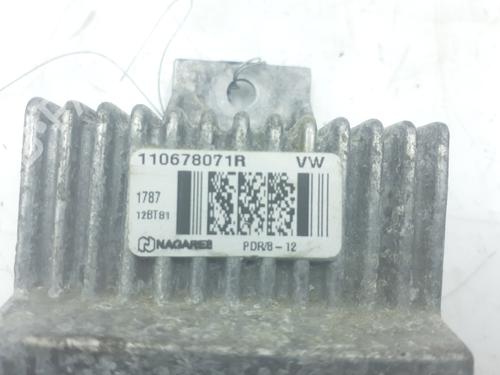 110678071R VW
1787
12BT81
NAGARES PDR/8-12